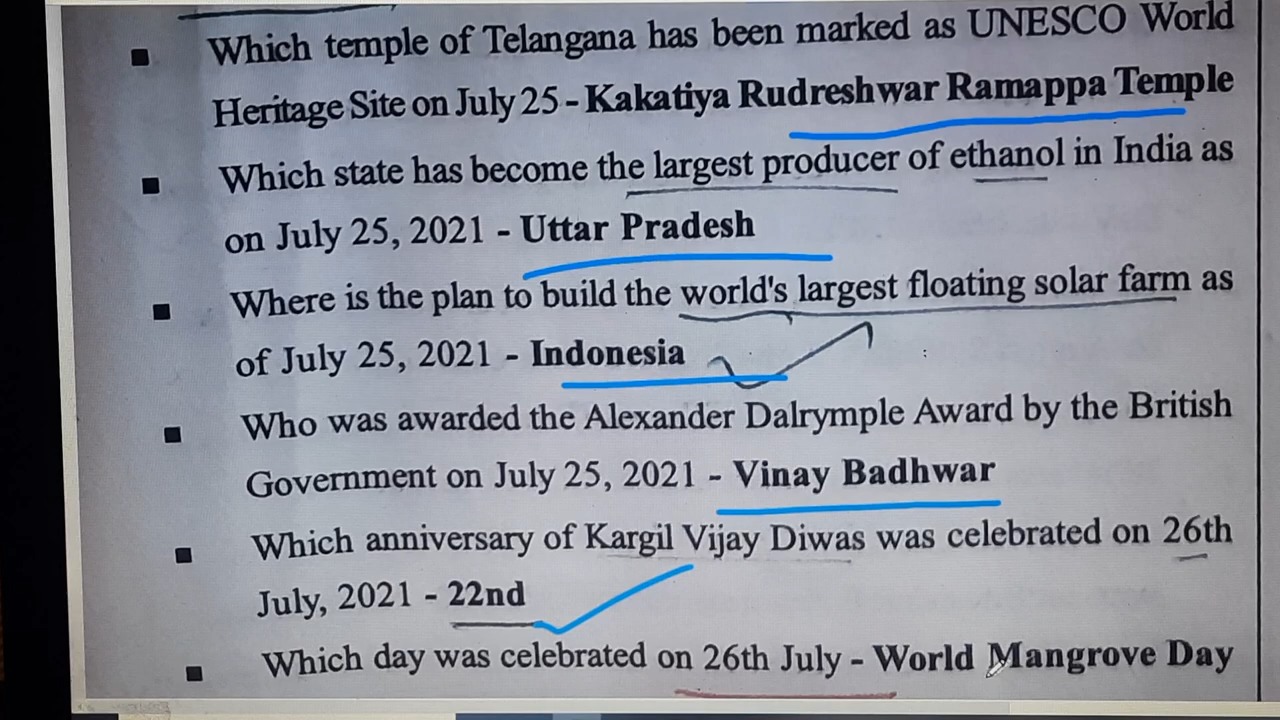 ▪ Which temple of Telangana has been marked as UNESCO World
Heritage Site on July 25 - Kakatiya Rudreshwar Ramappa Temple
▪ Which state has become the largest producer of ethanol in India as
on July 25, 2021 - Uttar Pradesh
▪ Where is the plan to build the world's largest floating solar farm as
of July 25, 2021 - Indonesia
▪ Who was awarded the Alexander Dalrymple Award by the British
Government on July 25, 2021 - Vinay Badhwar
▪ Which anniversary of Kargil Vijay Diwas was celebrated on 26th
July, 2021 - 22nd
▪ Which day was celebrated on 26th July - World Mangrove Day